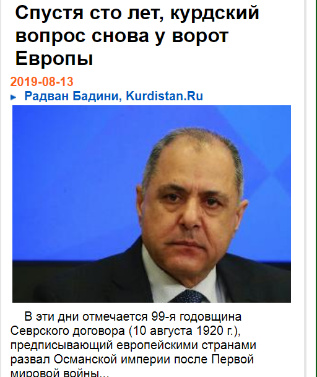 Спустя сто лет, курдский
вопрос снова у ворот
Европы
2019-08-13
► Радван Бадини, Kurdistan.Ru
В эти дни отмечается 99-я годовщина
Севрского договора (10 августа 1920 г.),
предписывающий европейскими странами
развал Османской империи после Первой
мировой войны...